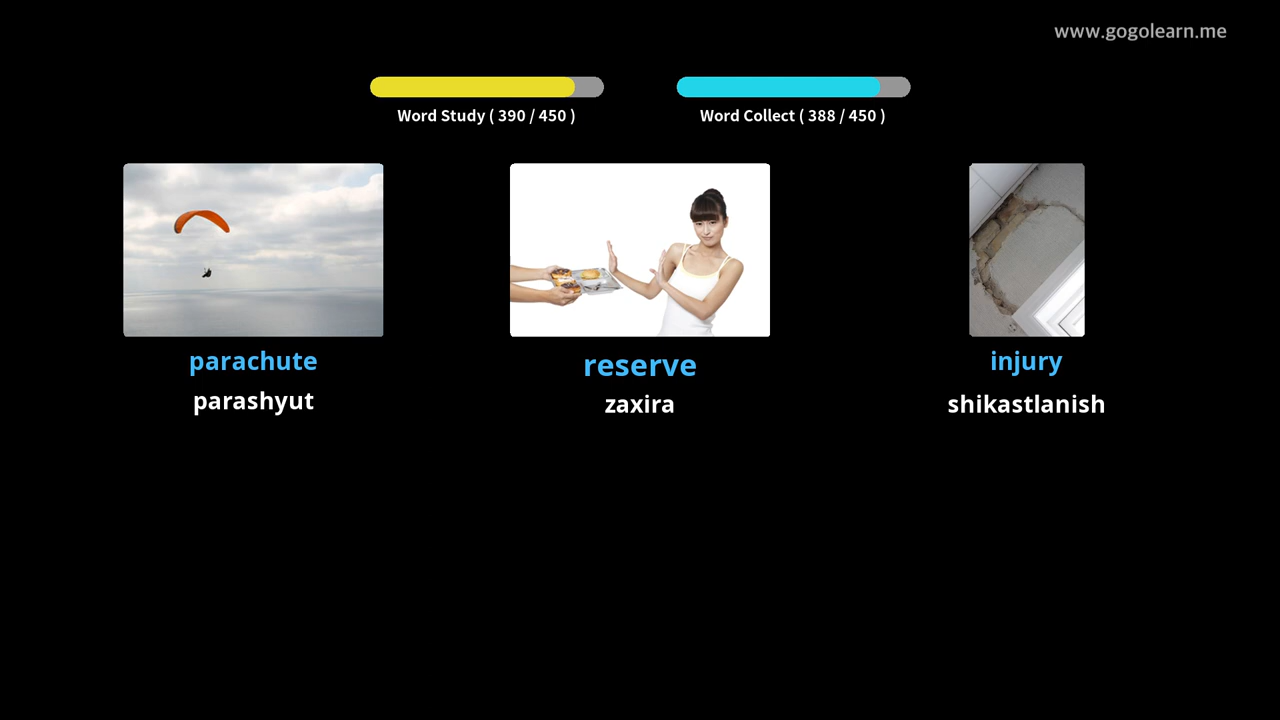 www.gogolearn.me
Word Study ( 390 / 450 )
Word Collect ( 388 / 450 )
parachute
parashyut
reserve
zaxira
injury
shikastlanish